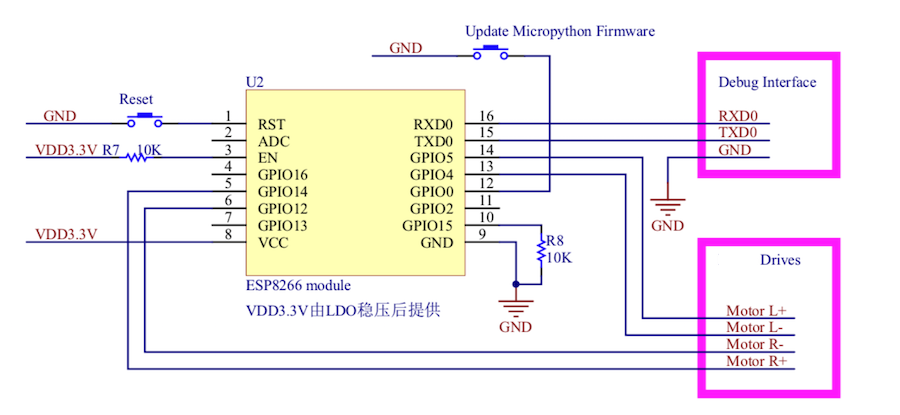 Update Micropython Firmware
GND
Debug Interface
U2
Reset
GND
1
RST
RXD0
16
RXD0
2
ADC
TXD0
15
TXD0
VDD3.3V R7 10K
3
EN
GPIO5
14
GND
4
GPIO16
GPIO4
13
5
GPIO14
GPIO0
12
6
GPIO12
GPIO2
11
7
GPIO13
GPIO15
10
VDD3.3V
8
VCC
GND
9
R8
10K
GND
Drives
ESP8266 module
VDD3.3V由LDO稳压后提供
GND
Motor L+
Motor L-
Motor R-
Motor R+